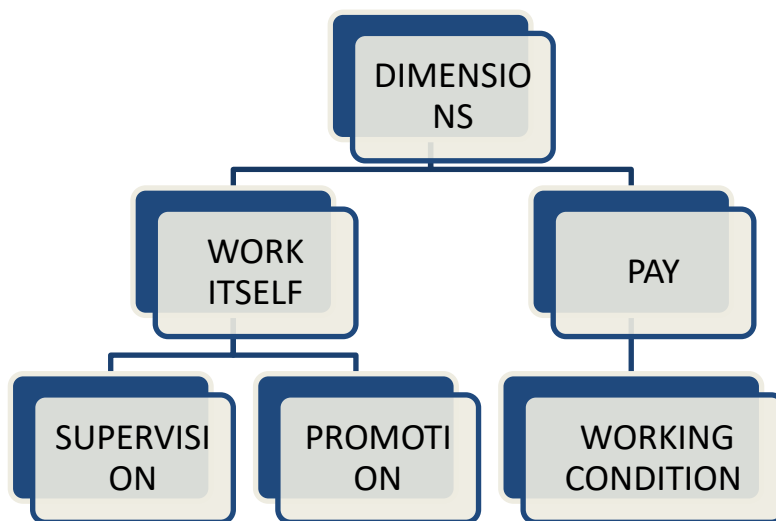 DIMENSIO
NS
WORK
ITSELF
PAY
SUPERVISI
ON
PROMOTI
ON
WORKING
CONDITION